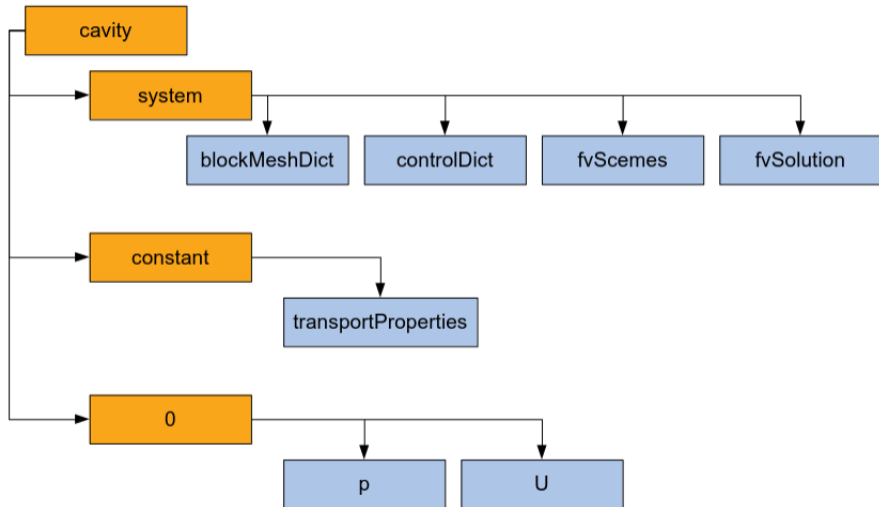 cavity
system
blockMeshDict
controlDict
fvScemes
fvSolution
constant
transportProperties
0
p
U